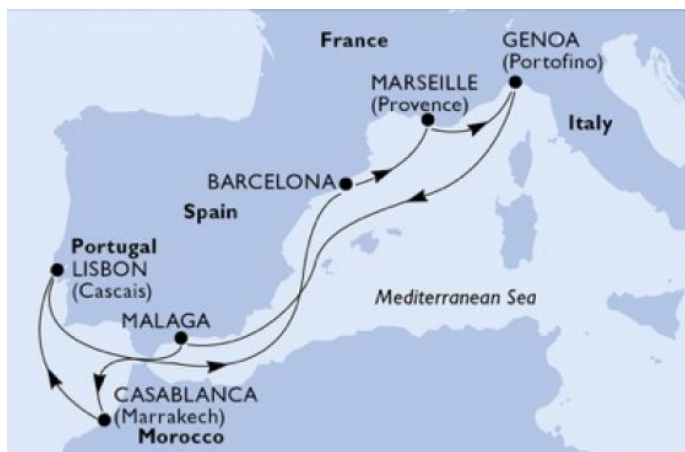 France
GENOA
(Portofino)
MARSEILLE
(Provence)
Italy
BARCELONA
Spain
Portugal
LISBON
(Cascais)
Mediterranean Sea
MALAGA
CASABLANCA
(Marrakech)
Morocco